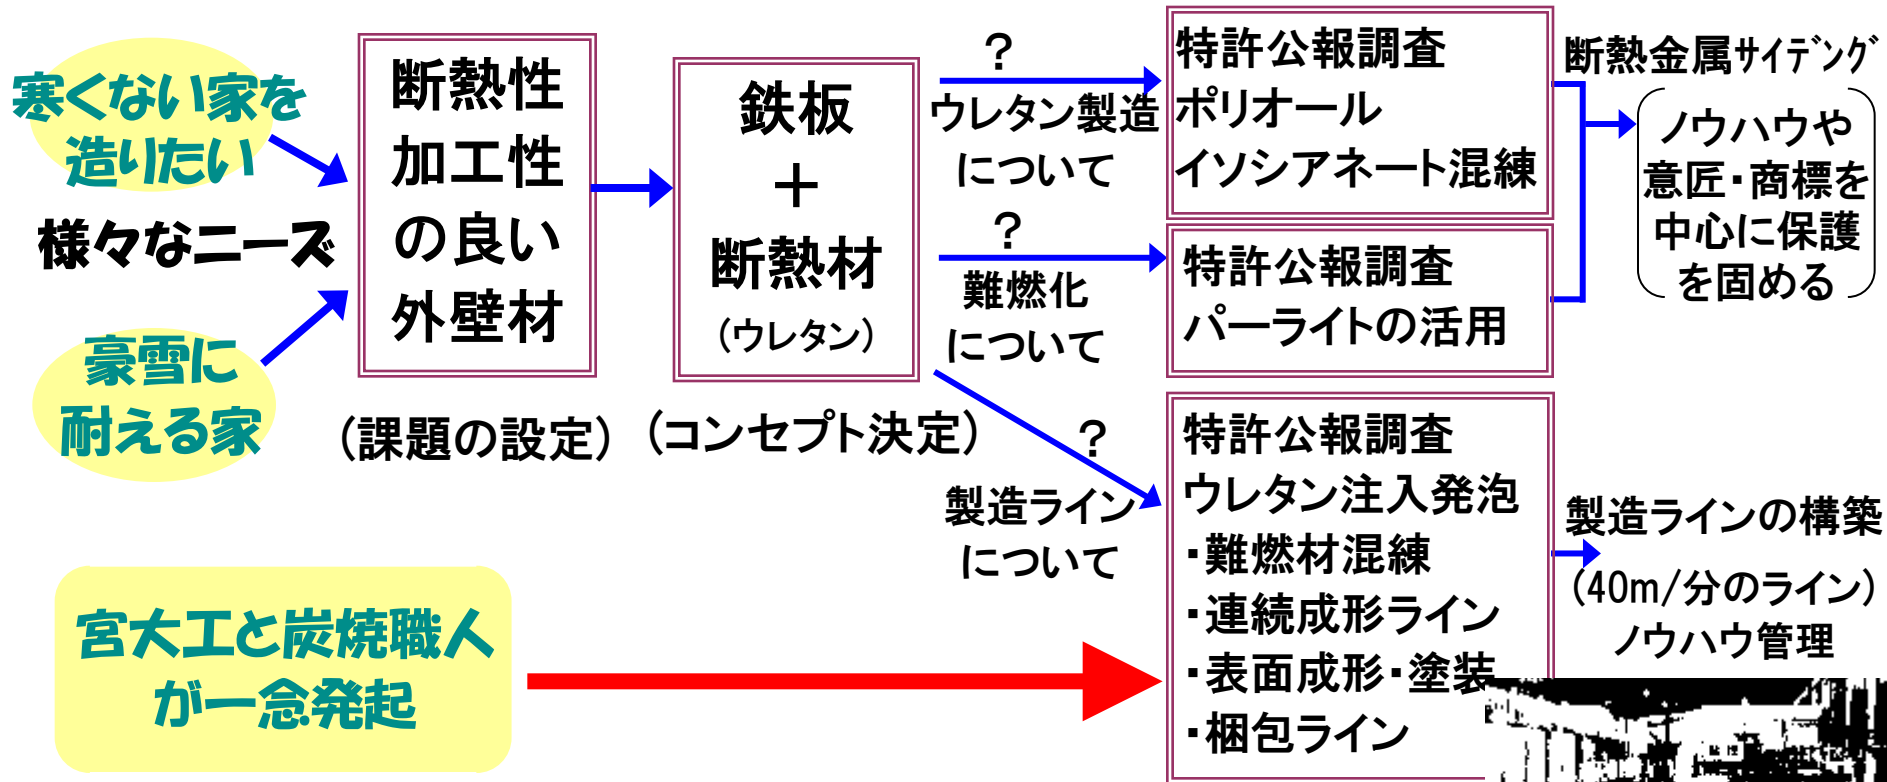 寒くない家を
造りたい
様々なニーズ
豪雪に
耐える家
断熱性
加工性
の良い
外壁材
(課題の設定)
鉄板
+
断熱材
(ウレタン)
(コンセプト決定)
?
ウレタン製造
について
?
難燃化
について
?
製造ライン
について
特許公報調査
ポリオール
イソシアネート混練
特許公報調査
パーライトの活用
特許公報調査
ウレタン注入発泡
・難燃材混練
・連続成形ライン
・表面成形・塗装
・梱包ライン
断熱金属サイデング
ノウハウや
意匠・商標を
中心に保護
を固める
製造ラインの構築
(40m/分のライン)
ノウハウ管理
宮大工と炭焼職人
が一念発起